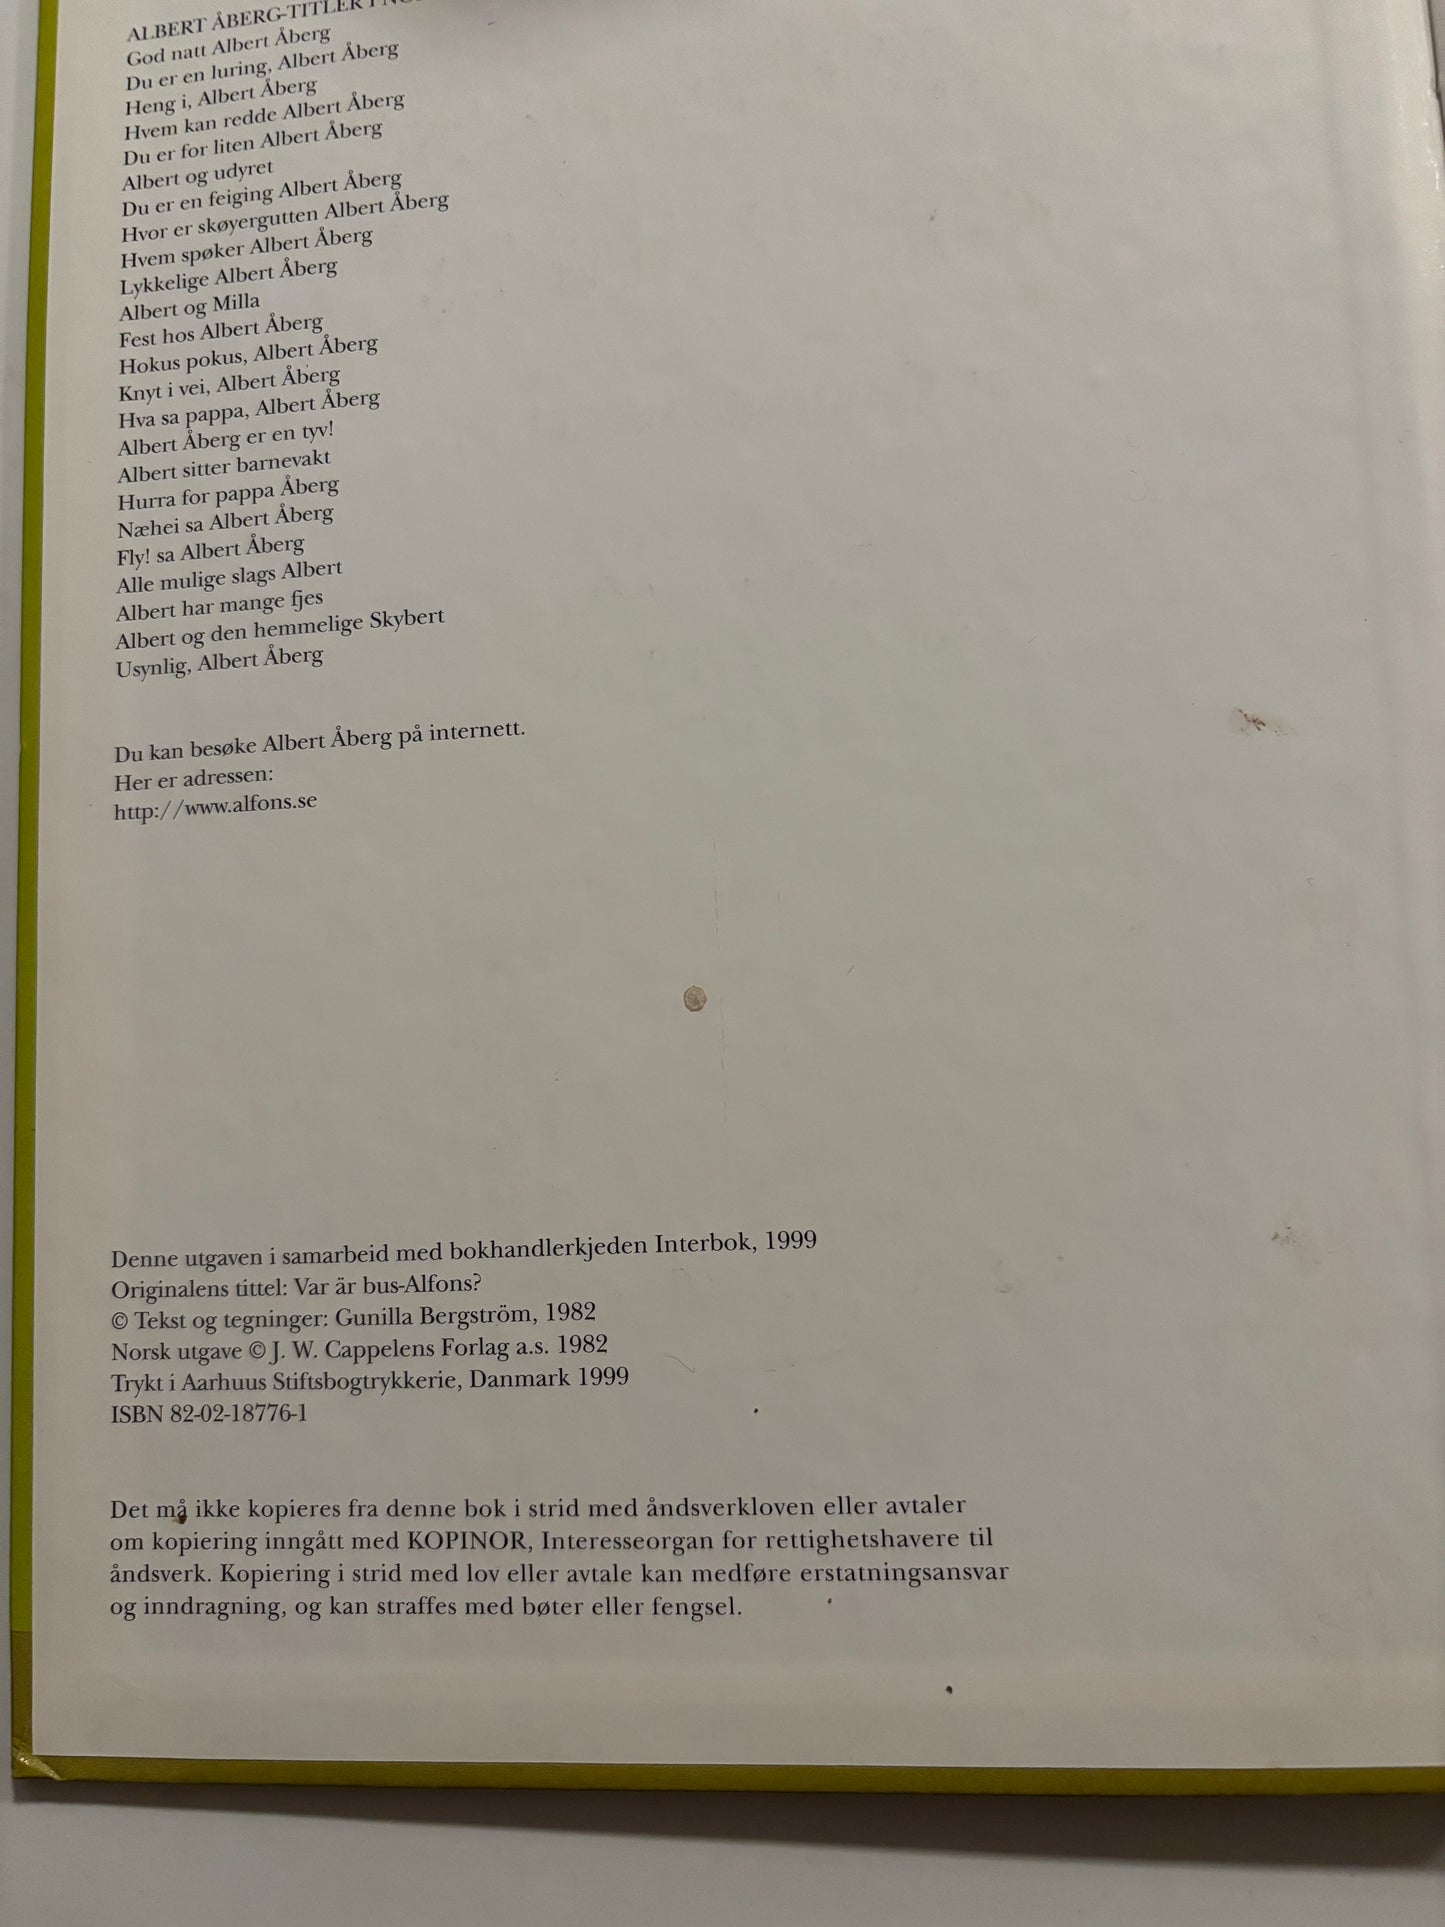 ALBERT ÅBERG-TITLER I
God natt Albert Åberg
Du er en luring, Albert Åberg
Heng i, Albert Åberg
Hvem kan redde Albert Åberg
Du er for liten Albert Åberg
Albert og udyret
Du er en feiging Albert Åberg
Hvor er skøyergutten Albert Åberg
Hvem spøker Albert Åberg
Lykkelige Albert Åberg
Albert og Milla
Fest hos Albert Åberg
Hokus pokus, Albert Åberg
Knyt i vei, Albert Åberg
Hva sa pappa, Albert Åberg
Albert Åberg er en tyv!
Albert sitter barnevakt
Hurra for pappa Åberg
Næhei sa Albert Åberg
Fly! sa Albert Åberg
Alle mulige slags Albert
Albert har mange fjes
Albert og den hemmelige Skybert
Usynlig, Albert Åberg
Du kan besøke Albert Åberg på internett.
Her er adressen:
http://www.alfons.se
Denne utgaven i samarbeid med bokhandlerkjeden Interbok, 1999
Originalens tittel: Var är bus-Alfons?
© Tekst og tegninger: Gunilla Bergström, 1982
Norsk utgave © J. W. Cappelens Forlag a.s. 1982
Trykt i Aarhuus Stiftsbogtrykkerie, Danmark 1999
ISBN 82-02-18776-1
Det må ikke kopieres fra denne bok i strid med åndsverkloven eller avtaler
om kopiering inngått med KOPINOR, Interesseorgan for rettighetshavere til
åndsverk. Kopiering i strid med lov eller avtale kan medføre erstatningsansvar
og inndragning, og kan straffes med bøter eller fengsel.